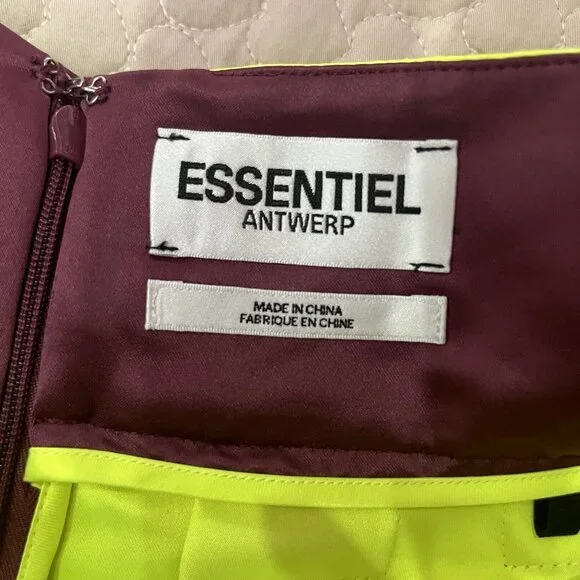 ESSENTIEL
ANTWERP
MADE IN CHINA
FABRIQUE EN CHINE